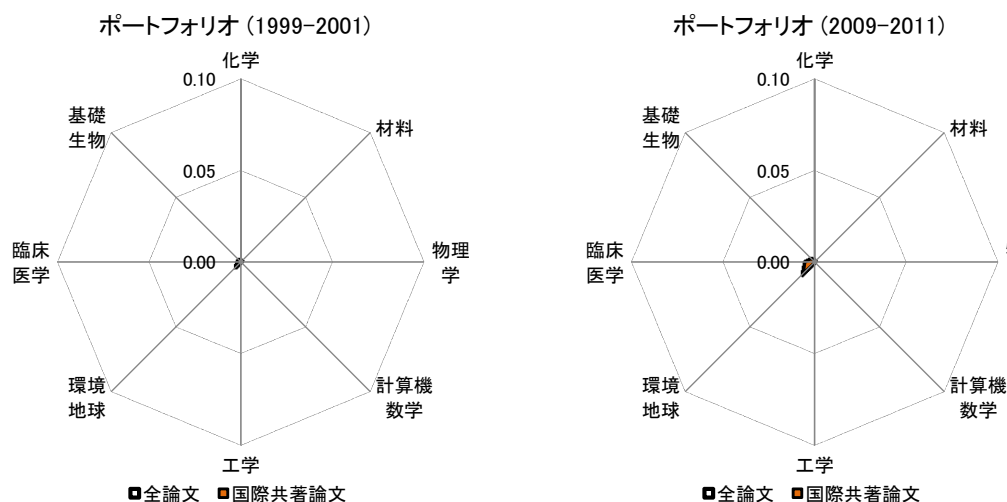 ポートフォリオ (1999-2001)
化学
0.10
基礎
生物
材料
0.05
臨床
医学
0.00
物理
学
環境
地球
計算機
数学
工学
全論文 国際共著論文
ポートフォリオ (2009-2011)
化学
0.10
基礎
生物
材料
0.05
臨床
医学
0.00
環境
地球
計算機
数学
工学
全論文 国際共著論文